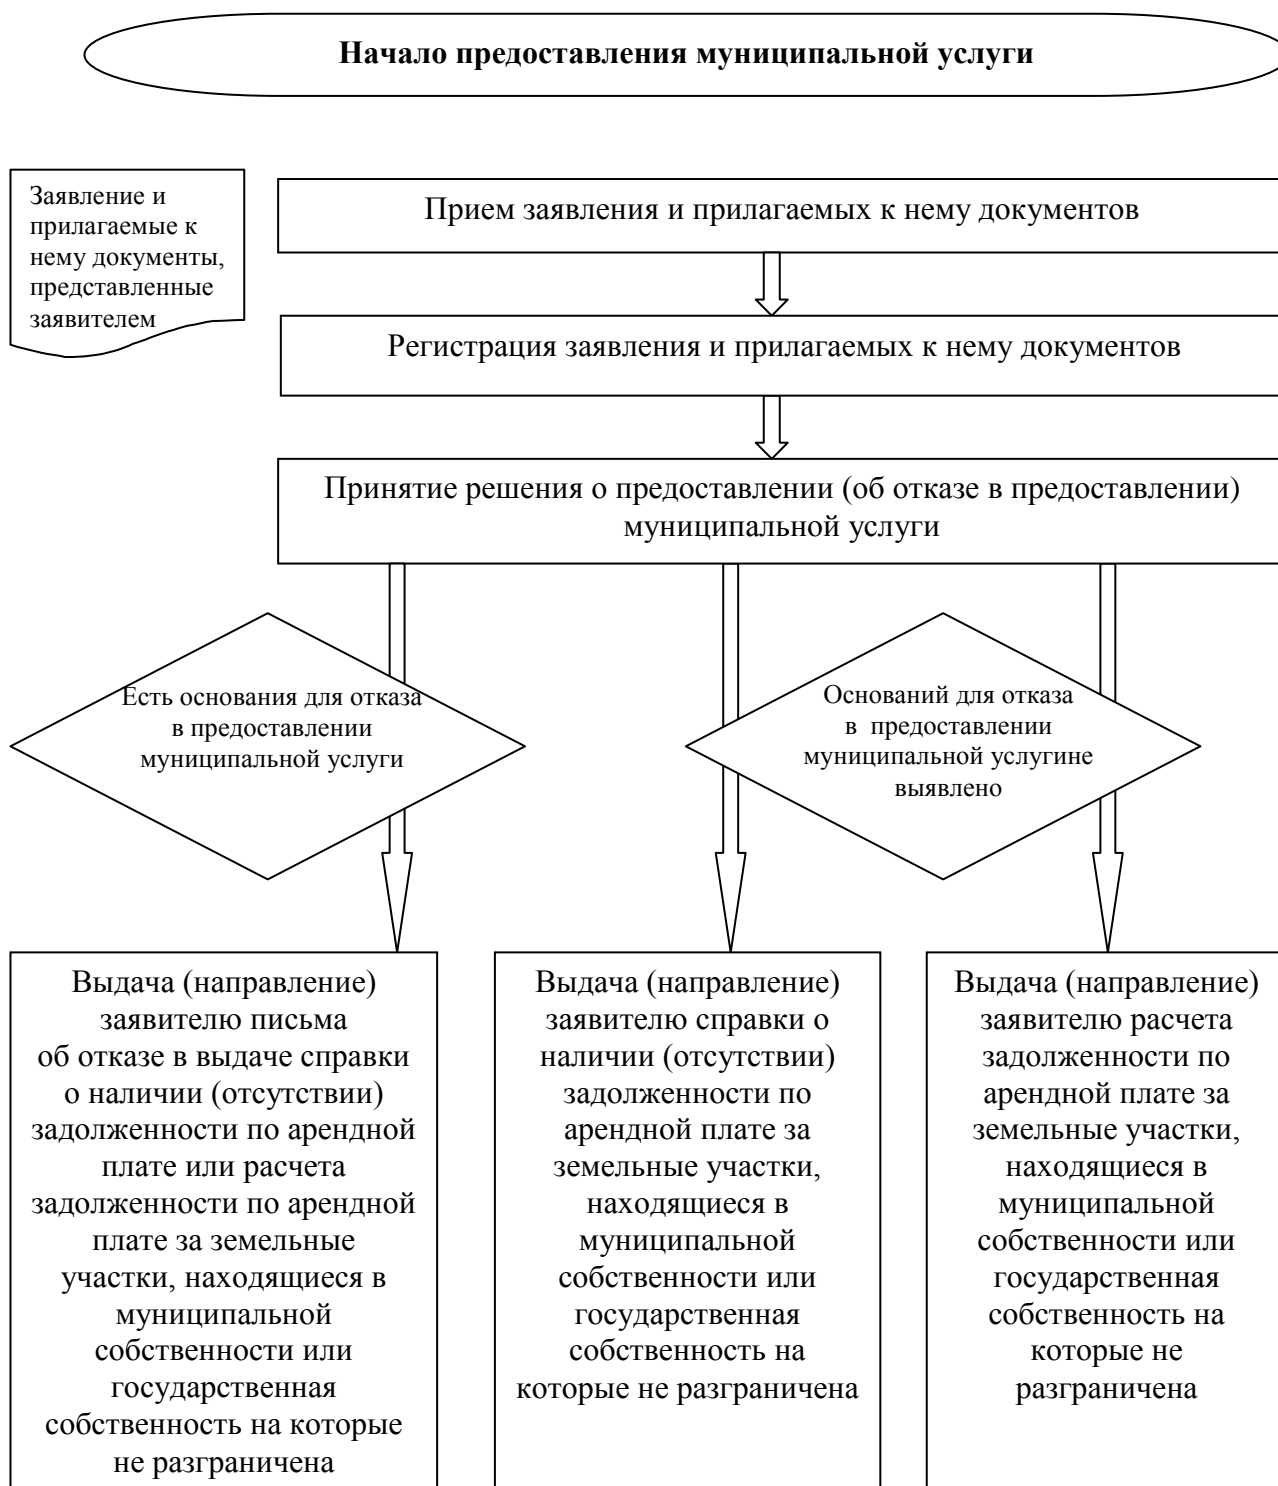 Начало предоставления муниципальной услуги
Заявление и
прилагаемые к
нему документы,
представленные
заявителем
Прием заявления и прилагаемых к нему документов
Регистрация заявления и прилагаемых к нему документов
Принятие решения о предоставлении (об отказе в предоставлении)
муниципальной услуги
Есть основания для отказа
в предоставлении
муниципальной услуги
Оснований для отказа
в предоставлении
муниципальной услугине
выявлено
Выдача (направление)
заявителю письма
об отказе в выдаче справки
о наличии (отсутствии)
задолженности по арендной
плате или расчета
задолженности по арендной
плате за земельные
участки, находящиеся в
муниципальной
собственности или
государственная
собственность на которые
не разграничена
Выдача (направление)
заявителю справки о
наличии (отсутствии)
задолженности по
арендной плате за
земельные участки,
находящиеся в
муниципальной
собственности или
государственная
собственность на
которые не разграничена
Выдача (направление)
заявителю расчета
задолженности по
арендной плате за
земельные участки,
находящиеся в
муниципальной
собственности или
государственная
собственность на
которые не
разграничена